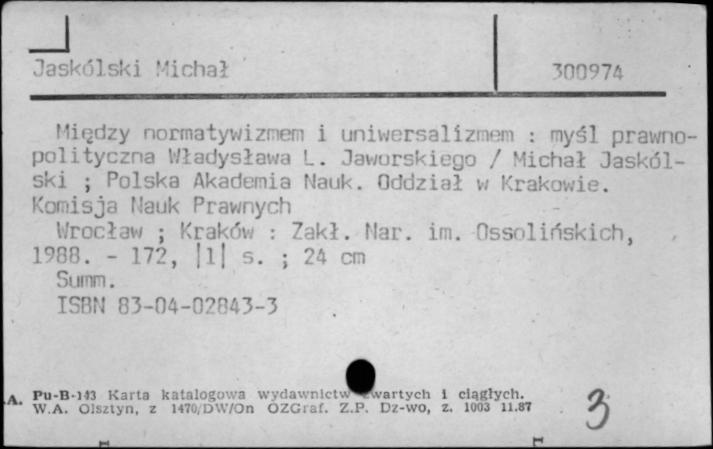 Jaskólski Michał 300974
Między normatywizmem i uniwersalizmem : myśl prawno-
polityczna Władysława L. Jaworskiego / Michał Jaskól-
ski ; Polska Akademia Nauk. Oddział w Krakowie.
Komisja Nauk Prawnych
Wrocław ; Kraków : Zakł. Nar. im. Ossolińskich,
1988. - 172, |1| s. ; 24 cm
Summ.
ISBN 83-04-02843-3
A. Pu-B-143 Karta katalogowa wydawnictw zwartych i ciągłych.
W.A. Olsztyn, z 1470/DW/On OZGraf. Z.P. Dz-wo, z. 1003 11.87
3